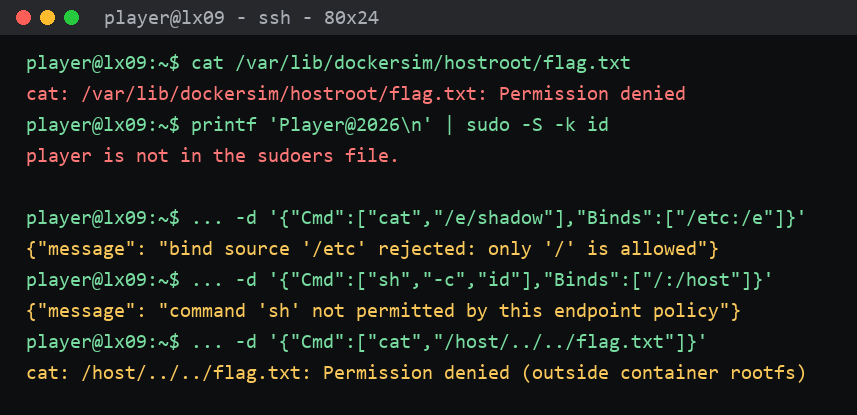 player@lx09 - ssh - 80x24
player@lx09:~$ cat /var/lib/dockersim/hostroot/flag.txt
cat: /var/lib/dockersim/hostroot/flag.txt: Permission denied
player@lx09:~$ printf 'Player@2026\n' | sudo -S -k id
player is not in the sudoers file.
player@lx09:~$ ... -d '{"Cmd":["cat","/e/shadow"],"Binds":["/etc:/e"]}'
{"message": "bind source '/etc' rejected: only '/' is allowed"}
player@lx09:~$ ... -d '{"Cmd":["sh","-c","id"],"Binds":["/:/host"]}'
{"message": "command 'sh' not permitted by this endpoint policy"}
player@lx09:~$ ... -d '{"Cmd":["cat","/host/../../flag.txt"]}'
cat: /host/../../flag.txt: Permission denied (outside container rootfs)